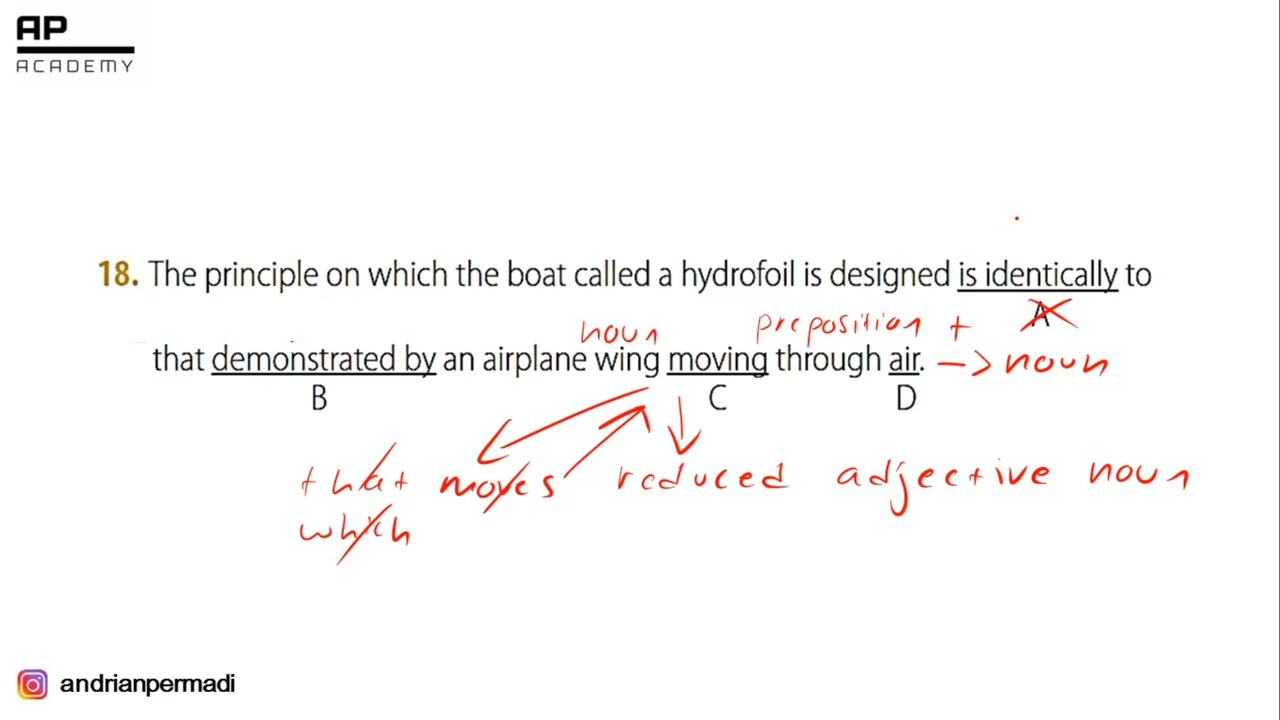 AP
ACADEMY
18. The principle on which the boat called a hydrofoil is designed is identically to
A
noun preposition +
that demonstrated by an airplane wing moving through air. -> noun
B C D
that moves reduced adjective noun
which
andrianpermadi